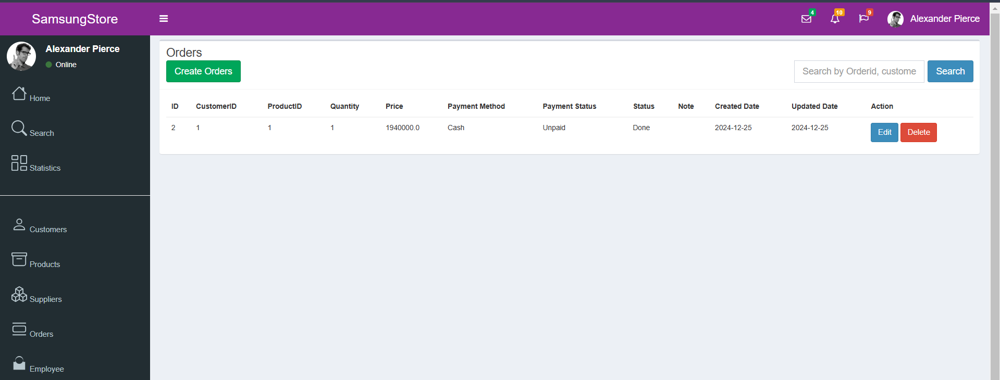 SamsungStore
4
10
9
Alexander Pierce
Alexander Pierce
Online
Home
Search
Statistics
Customers
Products
Suppliers
Orders
Employee
Orders
Create Orders
Search by Orderid, custome
Search
ID CustomerID ProductID Quantity Price Payment Method Payment Status Status Note Created Date Updated Date Action
2 1 1 1 1940000.0 Cash Unpaid Done 2024-12-25 2024-12-25 Edit Delete